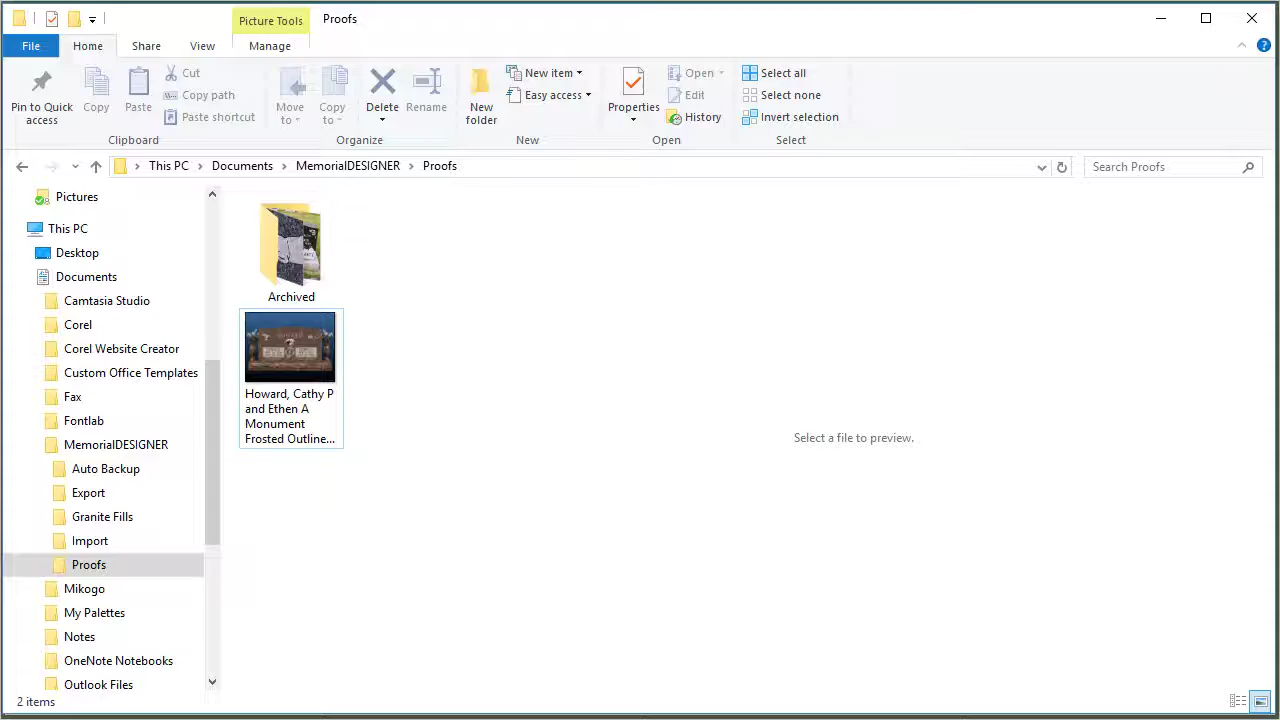 Picture Tools
Proofs
File
Home
Share
View
Manage
Pin to Quick access
Copy
Paste
Cut
Copy path
Paste shortcut
Clipboard
Move to
Copy to
Delete
Rename
Organize
New folder
New item
Easy access
New
Properties
Open
Edit
History
Open
Select all
Select none
Invert selection
Select
This PC
Documents
MemorialDESIGNER
Proofs
Search Proofs
Pictures
This PC
Desktop
Documents
Camtasia Studio
Corel
Corel Website Creator
Custom Office Templates
Fax
Fontlab
MemorialDESIGNER
Auto Backup
Export
Granite Fills
Import
Proofs
Mikogo
My Palettes
Notes
OneNote Notebooks
Outlook Files
Archived
Howard, Cathy P
and Ethen A
Monument
Frosted Outline...
Select a file to preview.
2 items